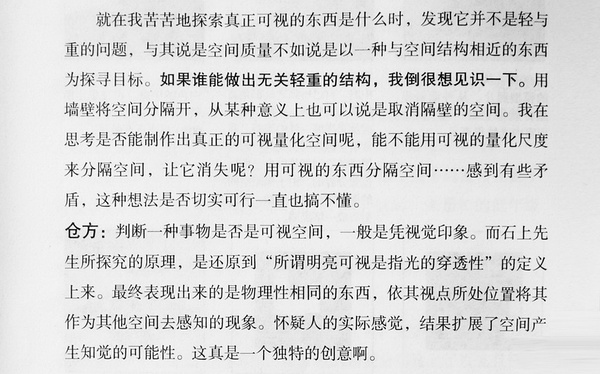 就在我苦苦地探索真正可视的东西是什么时，发现它并不是轻与
重的问题，与其说是空间质量不如说是以一种与空间结构相近的东西
为探寻目标。如果谁能做出无关轻重的结构，我倒很想见识一下。用
墙壁将空间分隔开，从某种意义上也可以说是取消隔壁的空间。我在
思考是否能制作出真正的可视量化空间呢，能不能用可视的量化尺度
来分隔空间，让它消失呢？用可视的东西分隔空间……感到有些矛
盾，这种想法是否切实可行一直也搞不懂。
仓方：判断一种事物是否是可视空间，一般是凭视觉印象。而石上先
生所探究的原理，是还原到“所谓明亮可视是指光的穿透性”的定义
上来。最终表现出来的是物理性相同的东西，依其视点所处位置将其
作为其他空间去感知的现象。怀疑人的实际感觉，结果扩展了空间产
生知觉的可能性。这真是一个独特的创意啊。